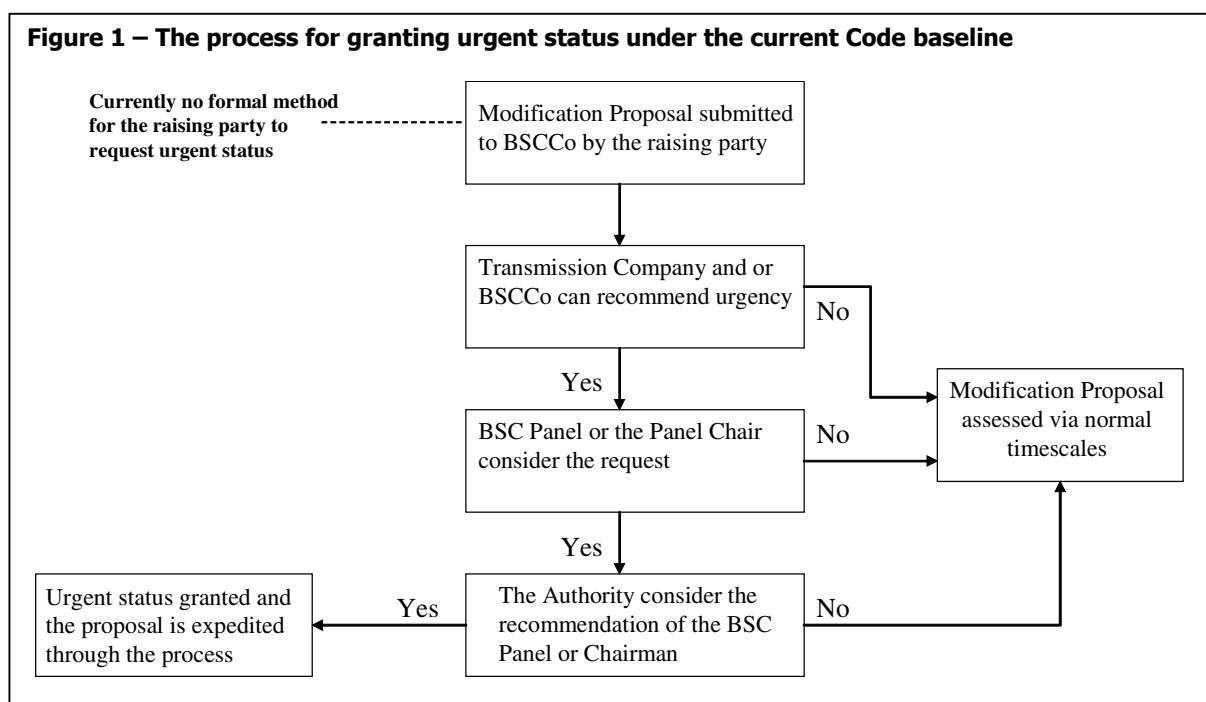 Figure 1 – The process for granting urgent status under the current Code baseline
Currently no formal method
for the raising party to
request urgent status
Modification Proposal submitted
to BSCCo by the raising party
Transmission Company and or
BSCCo can recommend urgency
No
Yes
BSC Panel or the Panel Chair
consider the request
No
Modification Proposal
assessed via normal
timescales
Yes
The Authority consider the
recommendation of the BSC
Panel or Chairman
No
Yes
Urgent status granted and
the proposal is expedited
through the process